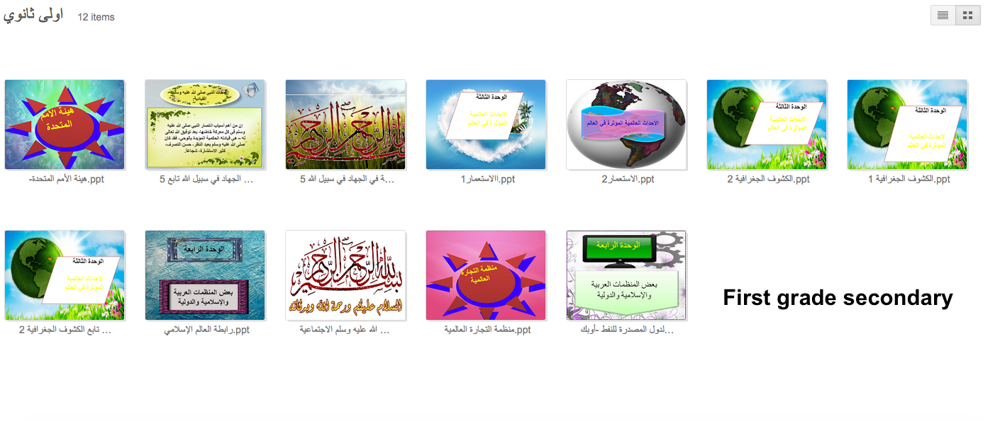 اولى ثانوي 12 items
هيئة الأمم
المتحدة
هيئة الأمم المتحدة-.ppt
صفات النبي صلى الله عليه وسلم
القيادية:
إن من أهم أسباب انتصار النبي صلى الله عليه
وسلم في كل معركة خاضها، بعد توفيق الله تعالى
له – هي قيادته الحكمية المؤيدة بالوحي، فقد كان
صلى الله عليه وسلم بعيد النظر، حسن التصرف،
كثير الاستشارة، شجاعاً.
الجهاد في سبيل الله تابع 5 ...
بسم الله الرحمن الرحيم
ة في الجهاد في سبيل الله 5...
الوحدة الثالثة
الأحداث العالمية
المؤثرة في العالم
االاستعمار1.ppt
الاحداث العالمية المؤثرة في العالم
الاستعمار2.ppt
الوحدة الثالثة
الأحداث العالمية
المؤثرة في العالم
الكشوف الجغرافية 2.ppt
الوحدة الثالثة
الأحداث العالمية
المؤثرة في العالم
الكشوف الجغرافية 1.ppt
الوحدة الثالثة
الأحداث العالمية
المؤثرة في العالم
تابع الكشوف الجغرافية 2 ...
الوحدة الرابعة
بعض المنظمات العربية
والإسلامية والدولية
رابطة العالم الإسلامي.ppt
بسم الله الرحمن الرحيم
السلام عليكم ورحمة الله وبركاته
الله عليه وسلم الاجتماعية ...
منظمة التجارة
العالمية
منظمة التجارة العالمية.ppt
الوحدة الرابعة
بعض المنظمات العربية
والإسلامية والدولية
لدول المصدرة للنفط -أوبك...
First grade secondary